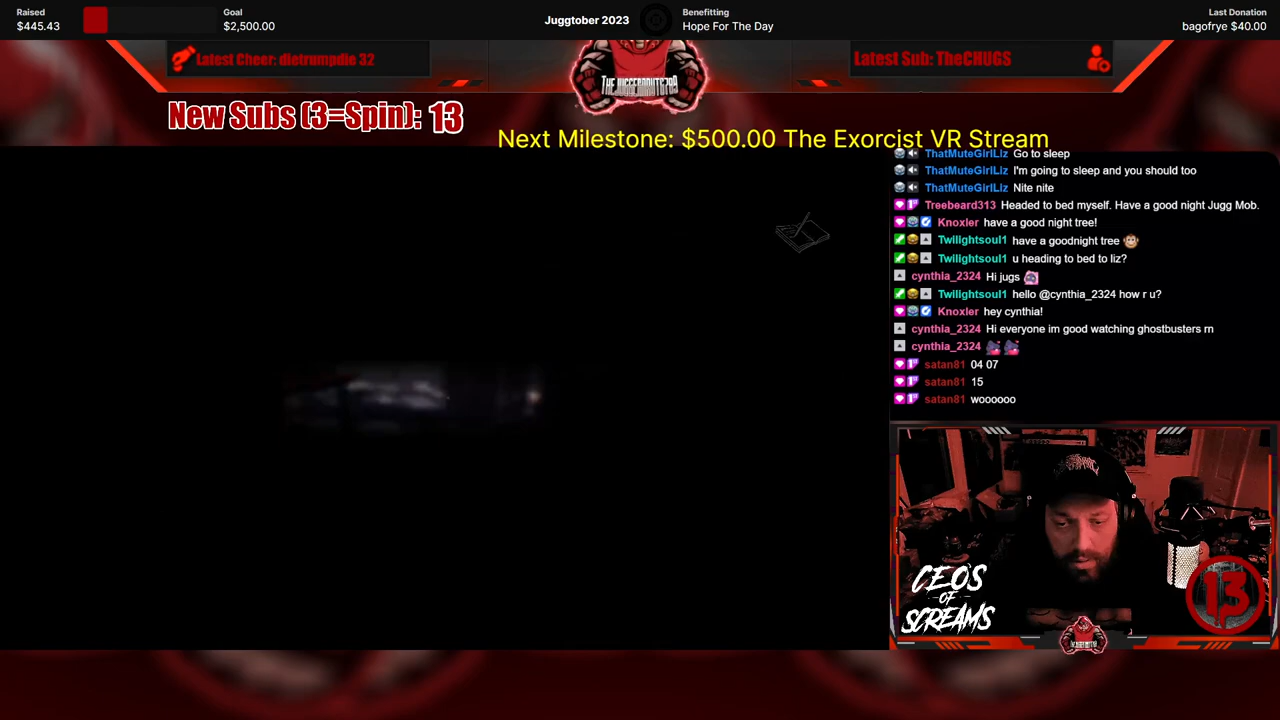 Raised
$445.43
Goal
$2,500.00
Juggtober 2023
Benefitting
Hope For The Day
Last Donation
bagofrye $40.00
Latest Cheer: dietrumpdie 32
THEJUGGERNAUTS789
Latest Sub: TheCHUGS
New Subs (3=Spin): 13
Next Milestone: $500.00 The Exorcist VR Stream
ThatMuteGirlLiz Go to sleep
ThatMuteGirlLiz I'm going to sleep and you should too
ThatMuteGirlLiz Nite nite
Treebeard313 Headed to bed myself. Have a good night Jugg Mob.
Knoxler have a good night tree!
Twilightsoul1 have a goodnight tree
Twilightsoul1 u heading to bed to liz?
cynthia_2324 Hi jugs
Twilightsoul1 hello @cynthia_2324 how r u?
Knoxler hey cynthia!
cynthia_2324 Hi everyone im good watching ghostbusters rn
cynthia_2324
satan81 04 07
satan81 15
satan81 woooooo
CEOS
OF
SCREAMS
13